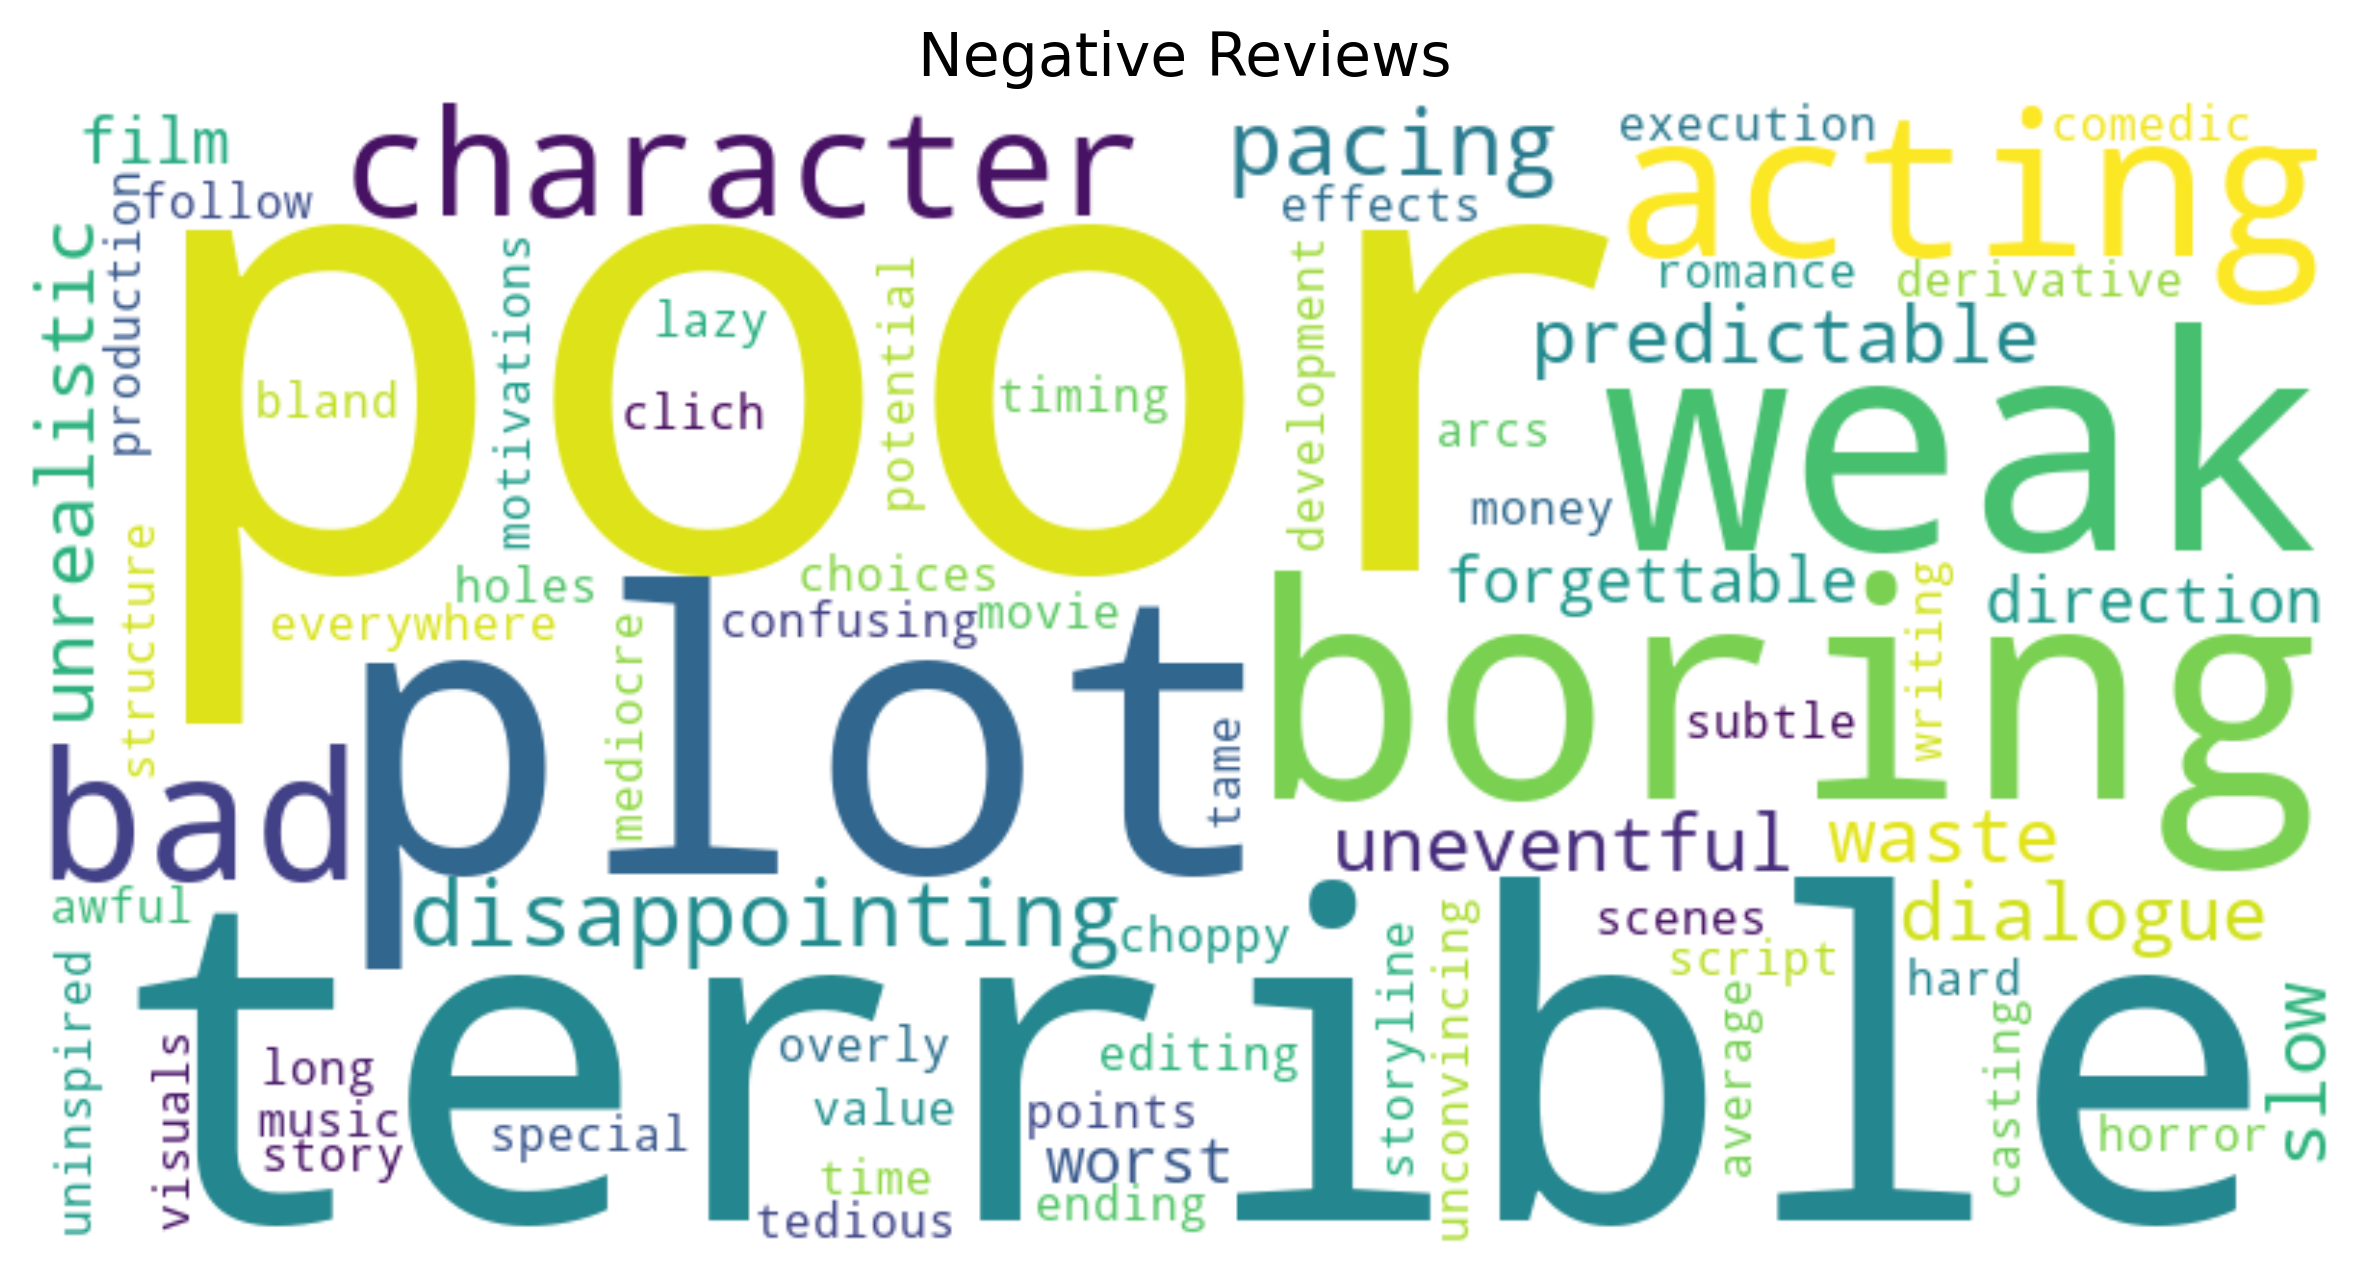 Negative Reviews
film
character
pacing
execution
comedic
acting
follow
effects
production
unrealistic
poor
motivations
lazy
potential
development
romance
derivative
predictable
bland
clich
timing
arcs
weak
money
structure
holes
choices
forgettable
writing
direction
everywhere
confusing
movie
mediocre
plot
boring
subtle
tame
bad
uneventful
waste
awful
disappointing
choppy
scenes
dialogue
script
hard
uninspired
terrible
storyline
unconvincing
average
casting
slow
visuals
long
overly
editing
music
value
points
story
special
horror
time
worst
tedious
ending